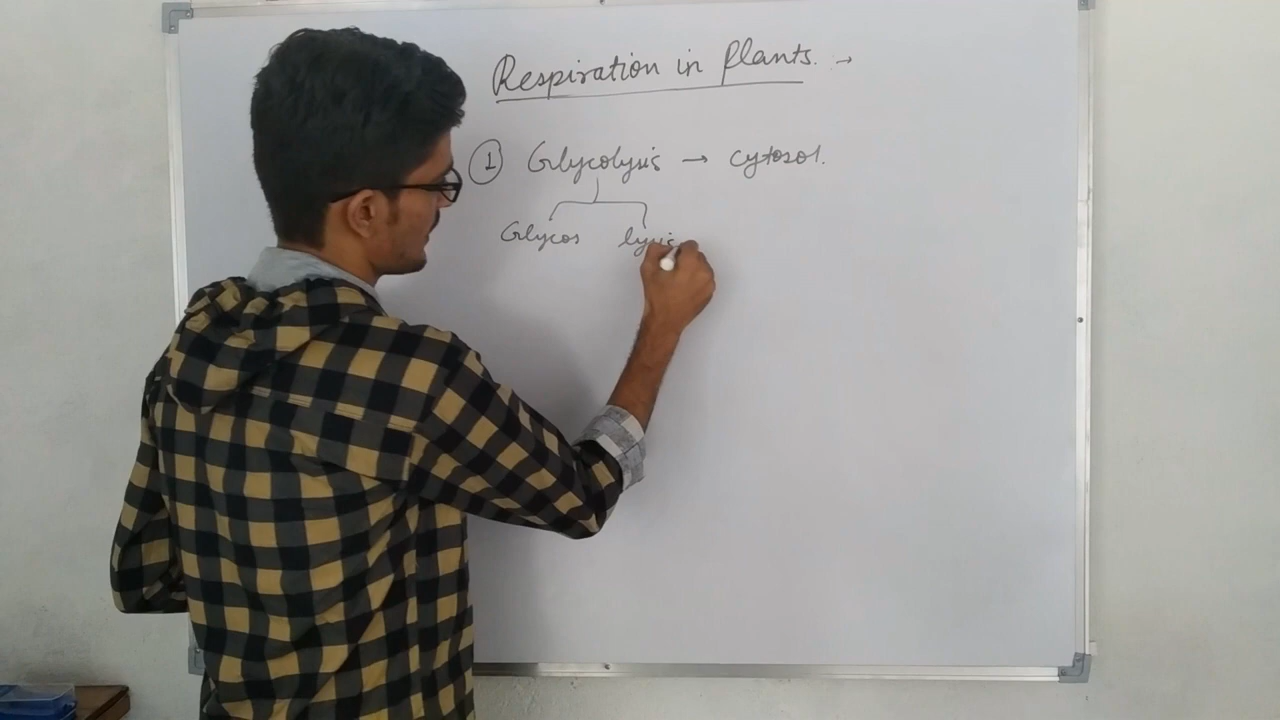 Respiration in Plants. →
① Glycolysis → cytosol.
Glycos lysis